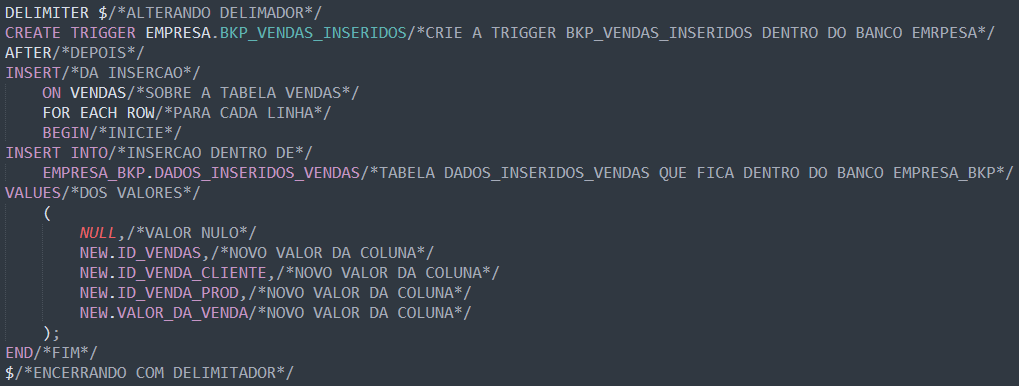 DELIMITER $/*ALTERANDO DELIMADOR*/
CREATE TRIGGER EMPRESA.BKP_VENDAS_INSERIDOS/*CRIE A TRIGGER BKP_VENDAS_INSERIDOS DENTRO DO BANCO EMRPESA*/
AFTER/*DEPOIS*/
INSERT/*DA INSERCAO*/
ON VENDAS/*SOBRE A TABELA VENDAS*/
FOR EACH ROW/*PARA CADA LINHA*/
BEGIN/*INICIE*/
INSERT INTO/*INSERCAO DENTRO DE*/
EMPRESA_BKP.DADOS_INSERIDOS_VENDAS/*TABELA DADOS_INSERIDOS_VENDAS QUE FICA DENTRO DO BANCO EMPRESA_BKP*/
VALUES/*DOS VALORES*/
(
NULL,/*VALOR NULO*/
NEW.ID_VENDAS,/*NOVO VALOR DA COLUNA*/
NEW.ID_VENDA_CLIENTE,/*NOVO VALOR DA COLUNA*/
NEW.ID_VENDA_PROD,/*NOVO VALOR DA COLUNA*/
NEW.VALOR_DA_VENDA/*NOVO VALOR DA COLUNA*/
);
END/*FIM*/
$/*ENCERRANDO COM DELIMITADOR*/